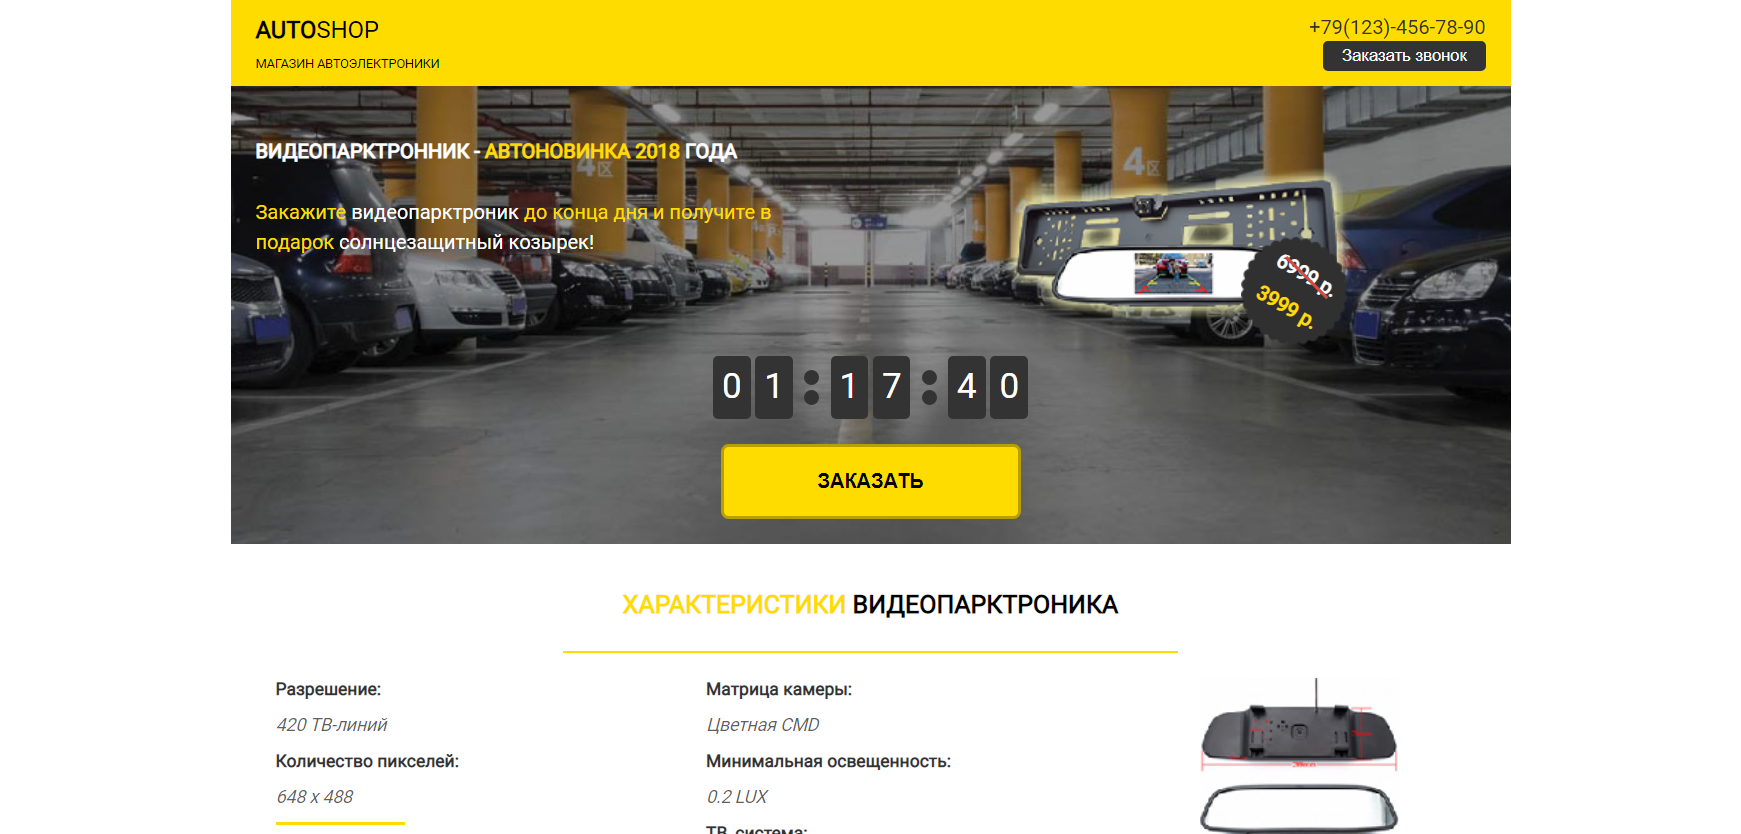 AUTOSHOP
МАГАЗИН АВТОЭЛЕКТРОНИКИ
+79(123)-456-78-90
Заказать звонок
ВИДЕОПАРКТРОННИК - АВТОНОВИНКА 2018 ГОДА
Закажите видеопарктроник до конца дня и получите в
подарок солнцезащитный козырек!
6999 р.
3999 р.
01:17:40
ЗАКАЗАТЬ
ХАРАКТЕРИСТИКИ ВИДЕОПАРКТРОНИКА
Разрешение:
420 ТВ-линий
Количество пикселей:
648 x 488
Матрица камеры:
Цветная CMD
Минимальная освещенность:
0.2 LUX
ТВ, система: